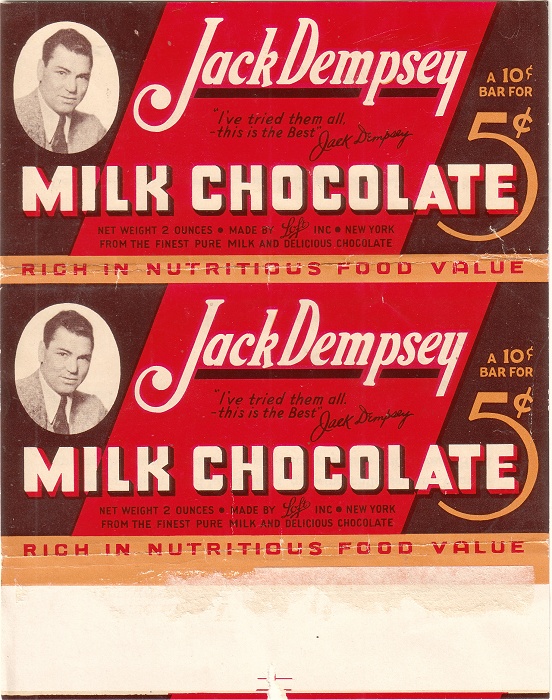 Jack Dempsey
A 10¢
BAR FOR
5¢
"I've tried them all.
-this is the Best"
Jack Dempsey
MILK CHOCOLATE
NET WEIGHT 2 OUNCES • MADE BY Loft INC • NEW YORK
FROM THE FINEST PURE MILK AND DELICIOUS CHOCOLATE
RICH IN NUTRITIOUS FOOD VALUE
Jack Dempsey
A 10¢
BAR FOR
5¢
"I've tried them all.
-this is the Best"
Jack Dempsey
MILK CHOCOLATE
NET WEIGHT 2 OUNCES • MADE BY Loft INC • NEW YORK
FROM THE FINEST PURE MILK AND DELICIOUS CHOCOLATE
RICH IN NUTRITIOUS FOOD VALUE